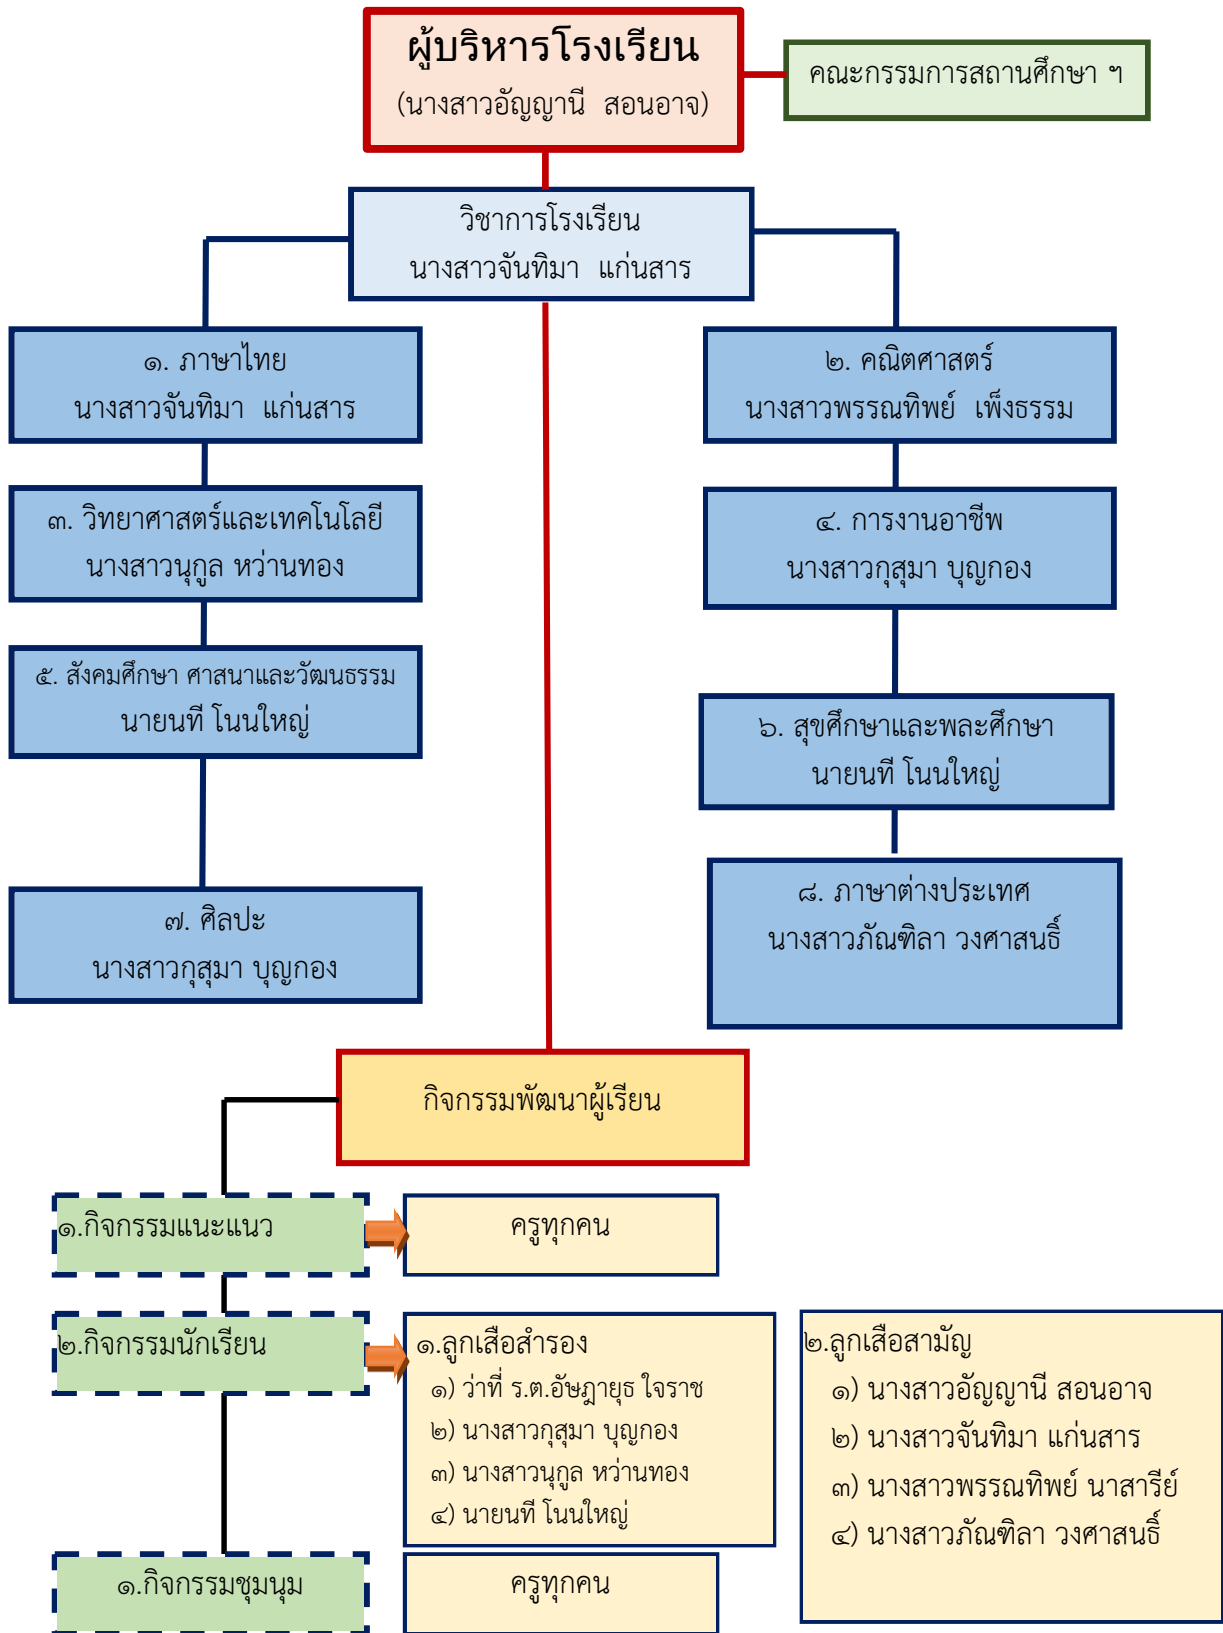 ผู้บริหารโรงเรียน
(นางสาวอัญญานี  สอนอาจ)
คณะกรรมการสถานศึกษา ฯ
วิชาการโรงเรียน
นางสาวจันทิมา  แก่นสาร
๑. ภาษาไทย
นางสาวจันทิมา  แก่นสาร
๒. คณิตศาสตร์
นางสาวพรรณทิพย์  เพ็งธรรม
๓. วิทยาศาสตร์และเทคโนโลยี
นางสาวนุกูล หว่านทอง
๔. การงานอาชีพ
นางสาวกุสุมา บุญกอง
๕. สังคมศึกษา ศาสนาและวัฒนธรรม
นายนที โนนใหญ่
๖. สุขศึกษาและพละศึกษา
นายนที โนนใหญ่
๗. ศิลปะ
นางสาวกุสุมา บุญกอง
๘. ภาษาต่างประเทศ
นางสาวภัณฑิลา วงศาสนธิ์
กิจกรรมพัฒนาผู้เรียน
๑.กิจกรรมแนะแนว
ครูทุกคน
๒.กิจกรรมนักเรียน
๑.ลูกเสือสำรอง
๑) ว่าที่ ร.ต.อัษฎายุธ ใจราช
๒) นางสาวกุสุมา บุญกอง
๓) นางสาวนุกูล หว่านทอง
๔) นายนที โนนใหญ่
๒.ลูกเสือสามัญ
๑) นางสาวอัญญานี สอนอาจ
๒) นางสาวจันทิมา แก่นสาร
๓) นางสาวพรรณทิพย์ นาสารีย์
๔) นางสาวภัณฑิลา วงศาสนธิ์
๑.กิจกรรมชุมนุม
ครูทุกคน